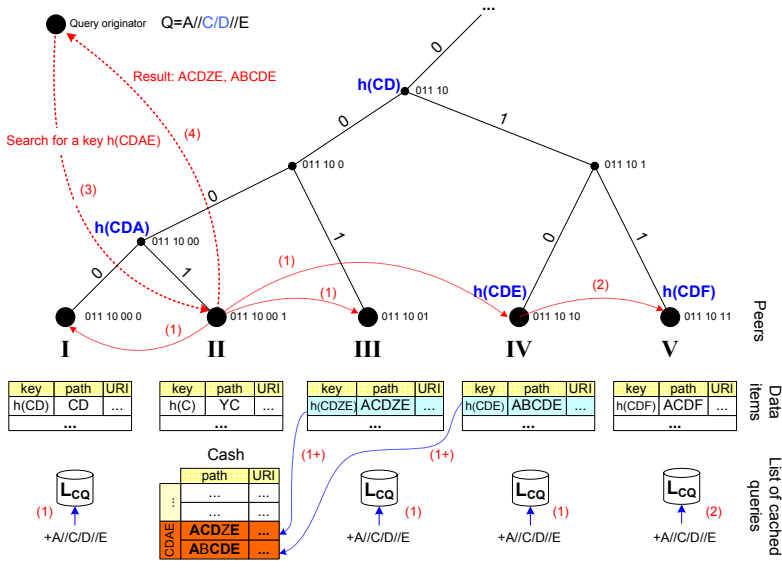 ...
Query originator Q=A//C/D//E
0
Result: ACDZE, ABCDE
h(CD)
011 10
(4)
0
1
Search for a key h(CDAE)
011 10 0
011 10 1
(3)
0
h(CDA)
1
0
1
011 10 00
0
1
(1)
h(CDE)
(2)
h(CDF)
(1)
011 10 00 0
(1)
011 10 00 1
011 10 01
011 10 10
011 10 11
I
II
III
IV
V
Peers
key path URI
h(CD) CD ...
...
key path URI
h(C) YC ...
...
key path URI
h(CDZE) ACDZE ...
...
key path URI
h(CDE) ABCDE ...
...
key path URI
h(CDF) ACDF ...
...
Data
items
Cash
(1+)
(1+)
path URI
... ... ...
... ...
CDAE
ACDZE ...
ABCDE ...
LCQ
(1)
+A//C/D//E
LCQ
(1)
+A//C/D//E
LCQ
(1)
+A//C/D//E
LCQ
(2)
+A//C/D//E
List of cached
queries